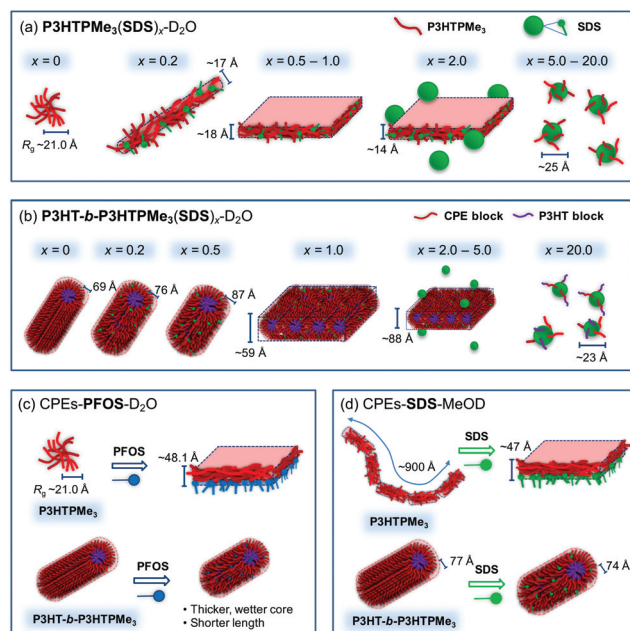 (a) P3HTPMe₃(SDS)ₓ-D₂O
P3HTPMe₃
SDS
x = 0
x = 0.2
x = 0.5 – 1.0
x = 2.0
x = 5.0 – 20.0
~17 Å
~18 Å
~14 Å
Rg ~21.0 Å
~25 Å
(b) P3HT-b-P3HTPMe₃(SDS)ₓ-D₂O
CPE block
P3HT block
x = 0
x = 0.2
x = 0.5
x = 1.0
x = 2.0 – 5.0
x = 20.0
69 Å
76 Å
87 Å
~59 Å
~88 Å
~23 Å
(c) CPEs-PFOS-D₂O
PFOS
~48.1 Å
Rg ~21.0 Å
P3HTPMe₃
PFOS
P3HT-b-P3HTPMe₃
• Thicker, wetter core
• Shorter length
(d) CPEs-SDS-MeOD
SDS
~47 Å
~900 Å
P3HTPMe₃
SDS
77 Å
74 Å
P3HT-b-P3HTPMe₃